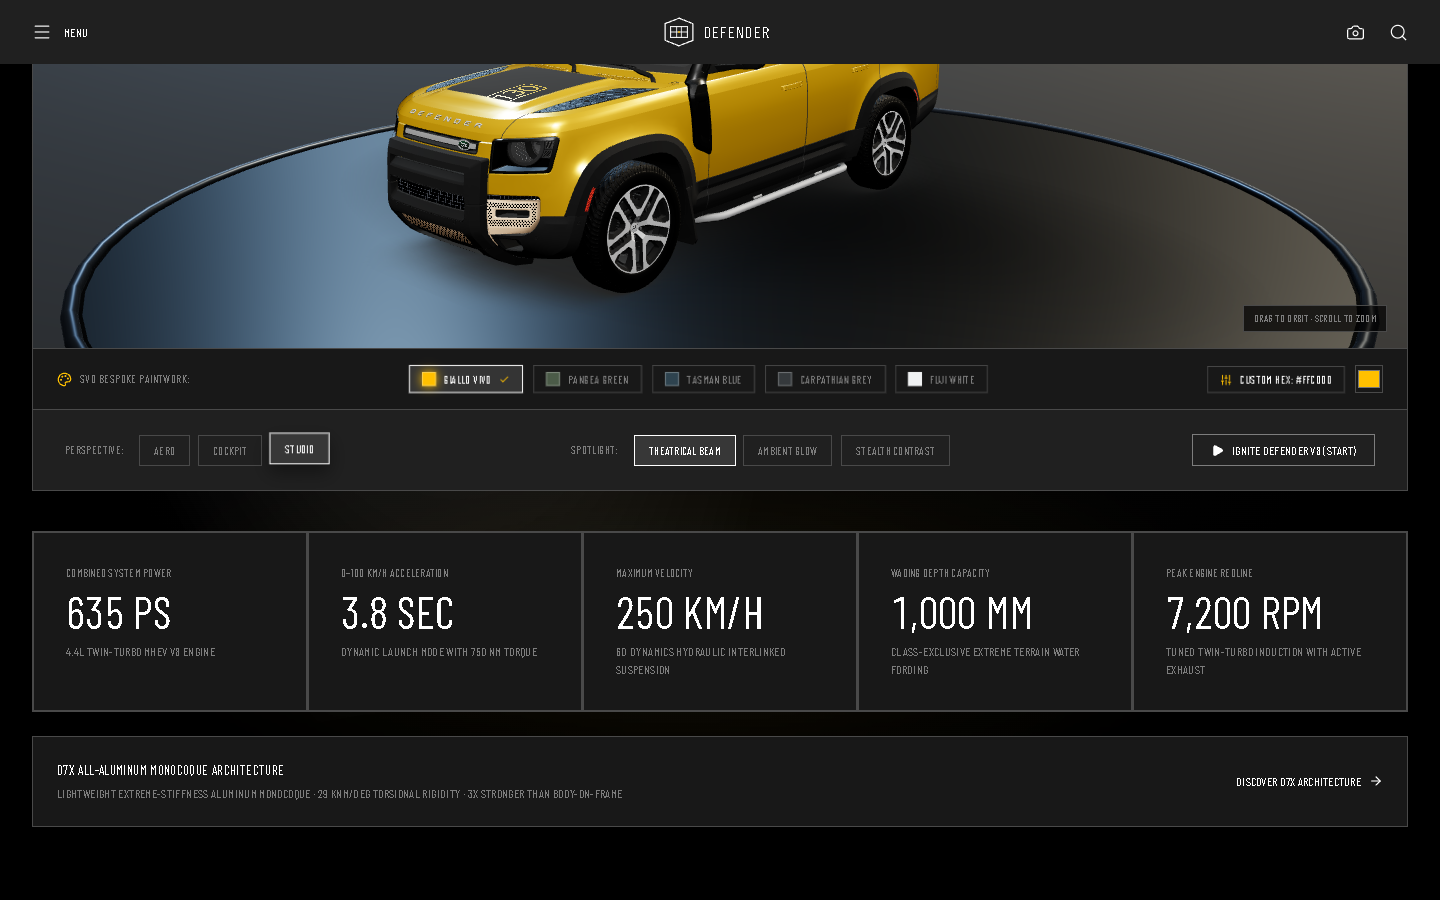 MENU
DEFENDER
DEFENDER
DRAG TO ORBIT · SCROLL TO ZOOM
SVO BESPOKE PAINTWORK:
GIALLO VIVO
PANGEA GREEN
TASMAN BLUE
CARPATHIAN GREY
FUJI WHITE
CUSTOM HEX: #FFC000
PERSPECTIVE:
AERO
COCKPIT
STUDIO
SPOTLIGHT:
THEATRICAL BEAM
AMBIENT GLOW
STEALTH CONTRAST
IGNITE DEFENDER V8 (START)
COMBINED SYSTEM POWER
635 PS
4.4L TWIN-TURBO MHEV V8 ENGINE
0-100 KM/H ACCELERATION
3.8 SEC
DYNAMIC LAUNCH MODE WITH 750 NM TORQUE
MAXIMUM VELOCITY
250 KM/H
6D DYNAMICS HYDRAULIC INTERLINKED
SUSPENSION
WADING DEPTH CAPACITY
1,000 MM
CLASS-EXCLUSIVE EXTREME TERRAIN WATER
FORDING
PEAK ENGINE REDLINE
7,200 RPM
TUNED TWIN-TURBO INDUCTION WITH ACTIVE
EXHAUST
D7X ALL-ALUMINUM MONOCOQUE ARCHITECTURE
LIGHTWEIGHT EXTREME-STIFFNESS ALUMINUM MONOCOQUE · 29 KNM/DEG TORSIONAL RIGIDITY · 3X STRONGER THAN BODY-ON-FRAME
DISCOVER D7X ARCHITECTURE